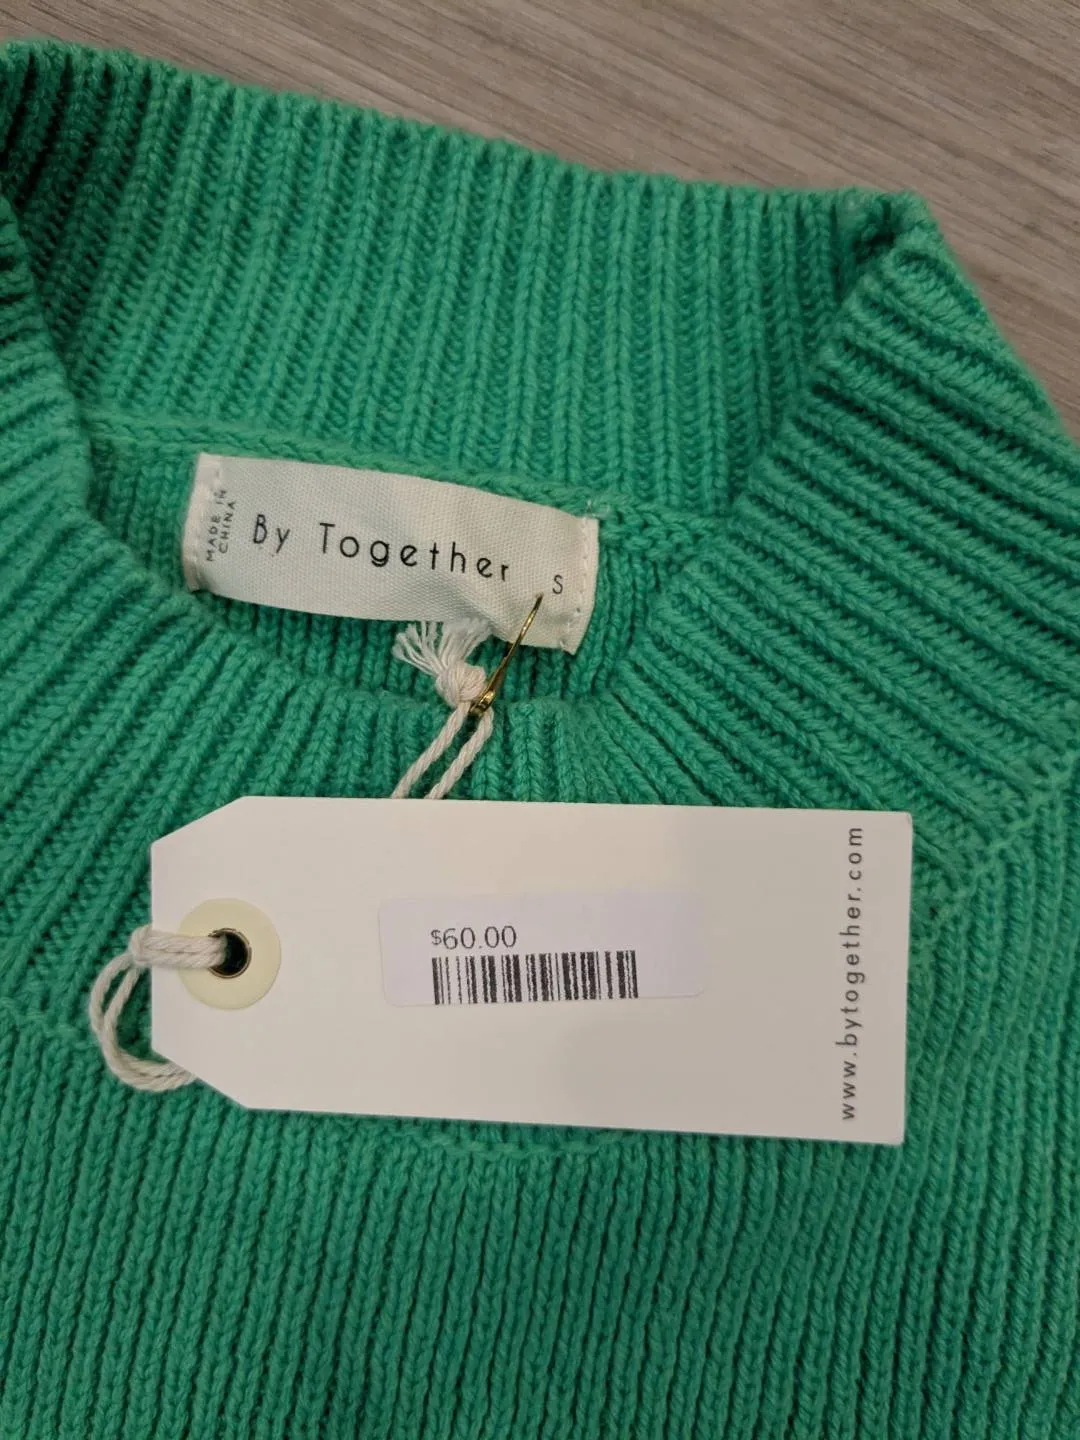 MADE IN
CHINA
By Together
S
$60.00
www.bytogether.com